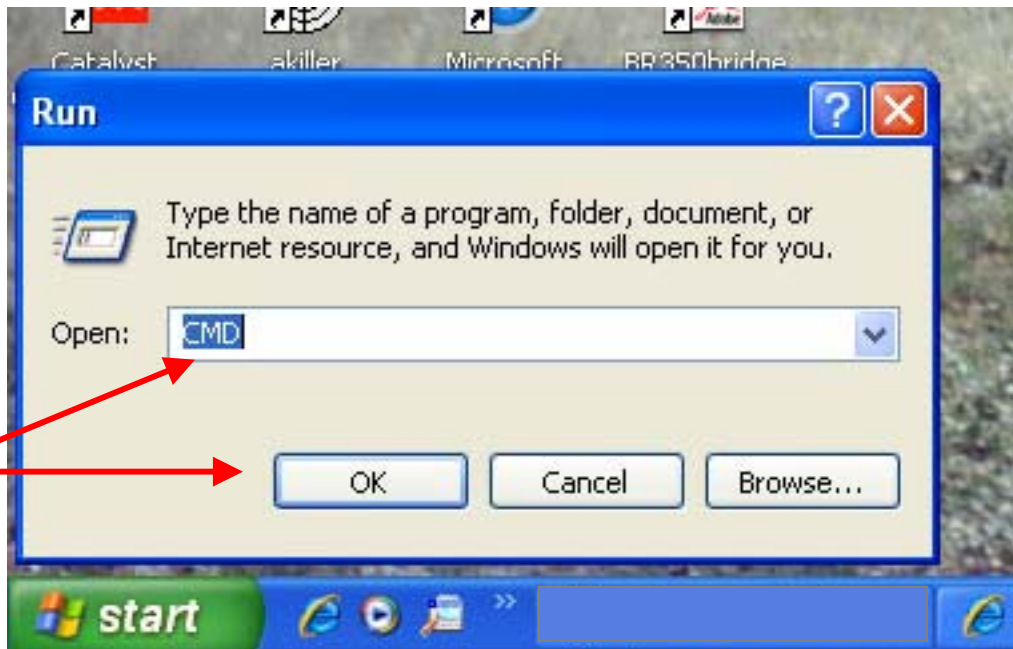 Adobe
Catalyst akiller Microsoft BR350bridge
Run
Type the name of a program, folder, document, or
Internet resource, and Windows will open it for you.
Open: CMD
OK Cancel Browse...
start